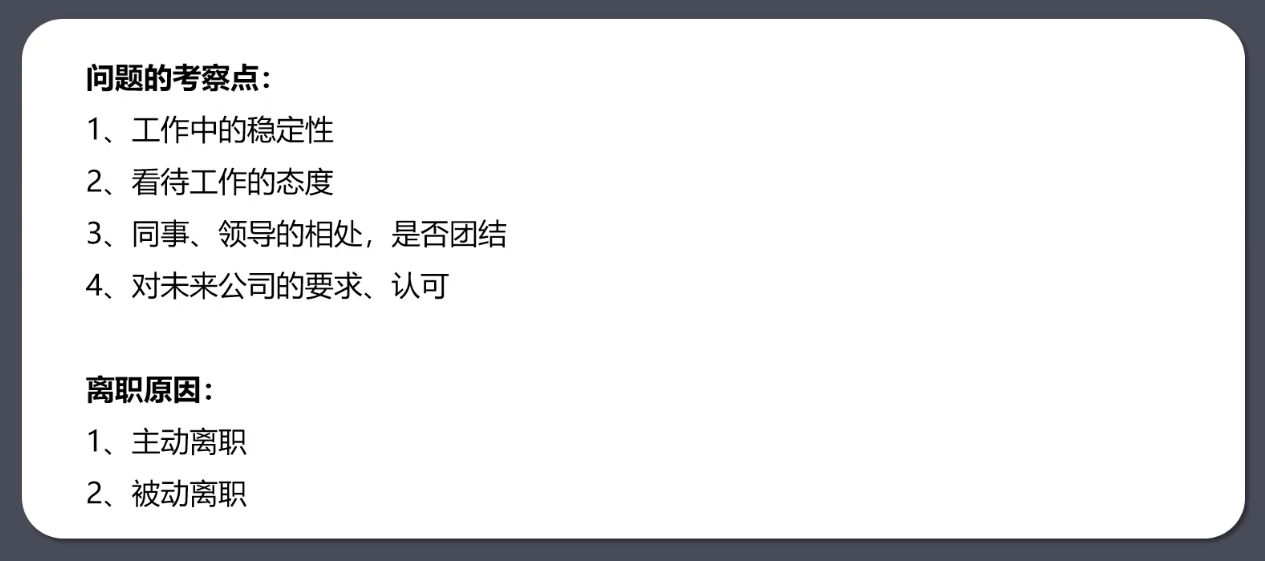 问题的考察点：
1、工作中的稳定性
2、看待工作的态度
3、同事、领导的相处，是否团结
4、对未来公司的要求、认可
离职原因：
1、主动离职
2、被动离职